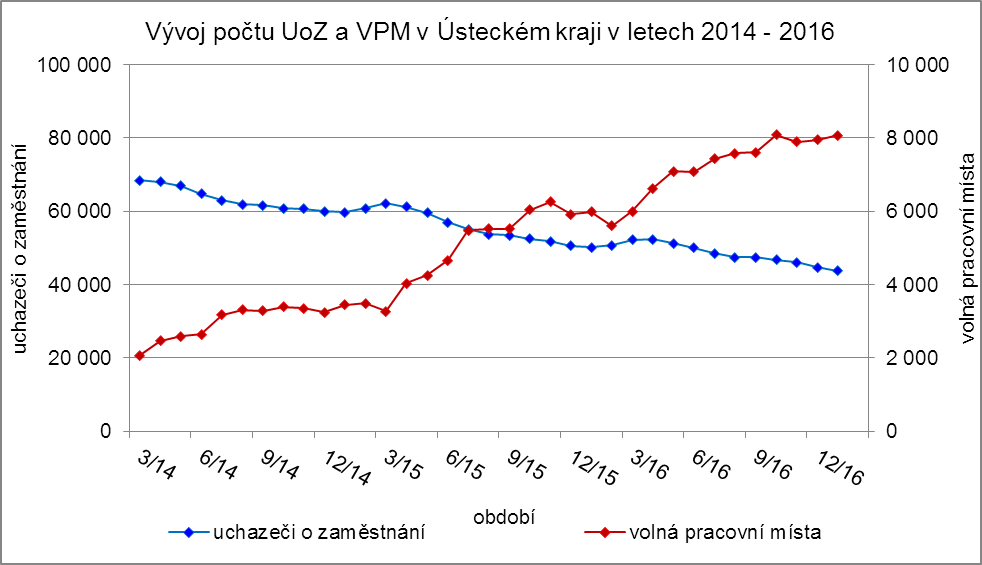 Vývoj počtu UoZ a VPM v Ústeckém kraji v letech 2014 - 2016
uchazeči o zaměstnání
100 000
80 000
60 000
40 000
20 000
0
10 000
8 000
6 000
4 000
2 000
0
volná pracovní místa
3/14 6/14 9/14 12/14 3/15 6/15 9/15 12/15 3/16 6/16 9/16 12/16
období
uchazeči o zaměstnání volná pracovní místa